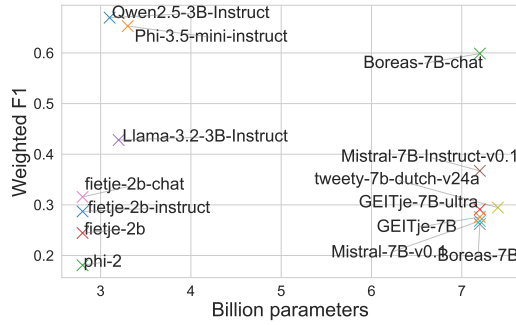 Qwen2.5-3B-Instruct
Phi-3.5-mini-instruct
0.6
Boreas-7B-chat
0.5
Weighted F1
Llama-3.2-3B-Instruct
0.4
Mistral-7B-Instruct-v0.1
tweety-7b-dutch-v24a
fietje-2b-chat
GEITje-7B-ultra
0.3
fietje-2b-instruct
GEITje-7B
fietje-2b
Mistral-7B-v0.1
Boreas-7B
0.2
phi-2
3 4 5 6 7
Billion parameters